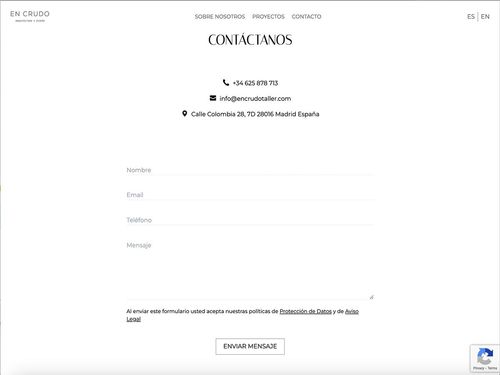 EN CRUDO
ARQUITECTURA Y DISEÑO
SOBRE NOSOTROS PROYECTOS CONTACTO
ES | EN
CONTÁCTANOS
+34 625 878 713
info@encrudotaller.com
Calle Colombia 28, 7D 28016 Madrid España
Nombre
Email
Teléfono
Mensaje
Al enviar este formulario usted acepta nuestras políticas de Protección de Datos y de Aviso
Legal
ENVIAR MENSAJE
Privacy - Terms